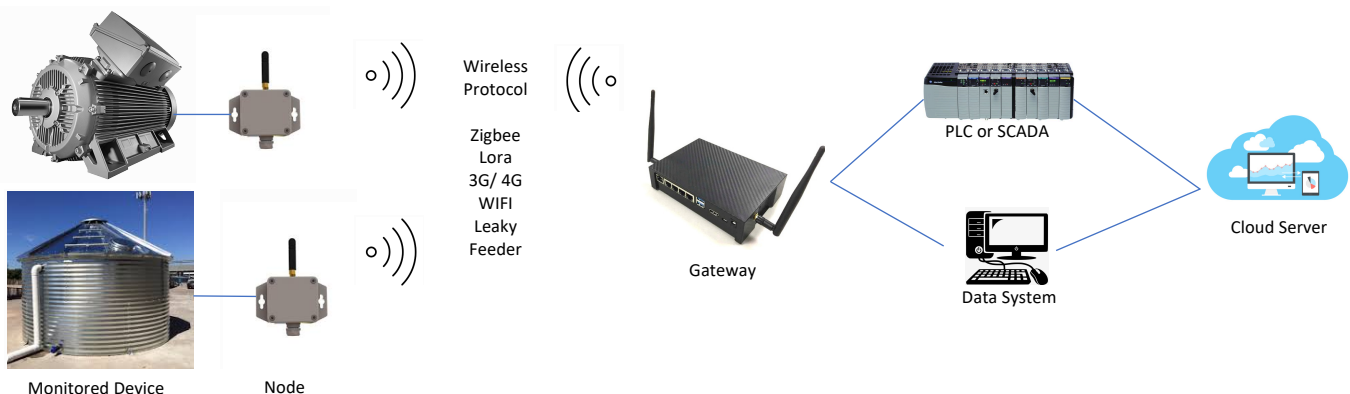 Wireless
Protocol
Zigbee
Lora
3G/ 4G
WIFI
Leaky
Feeder
Gateway
PLC or SCADA
Data System
Cloud Server
Monitored Device
Node